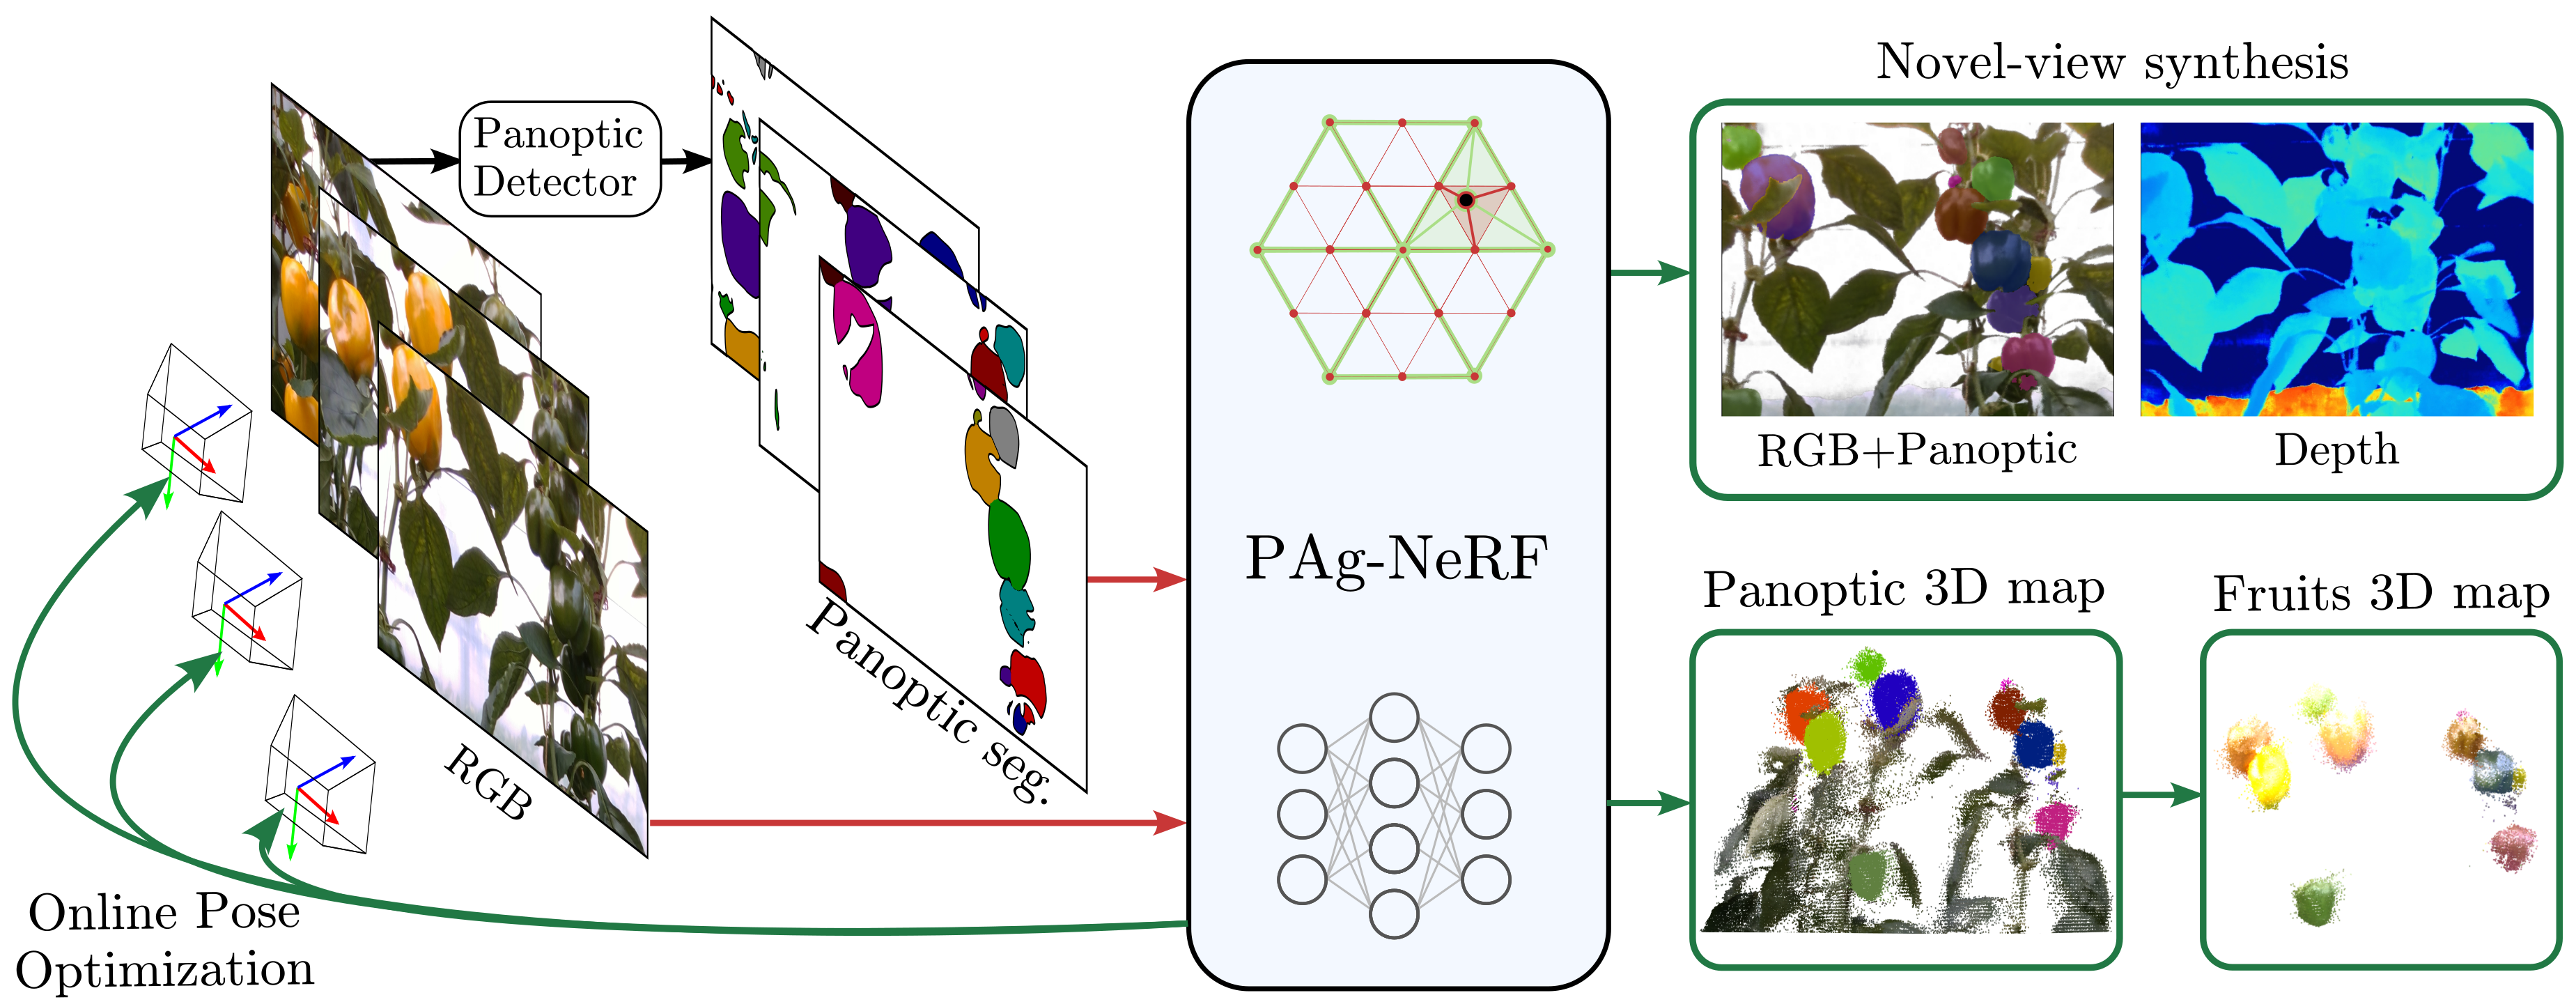 Panoptic
Detector
RGB
Panoptic seg.
Online Pose
Optimization
PAg-NeRF
Novel-view synthesis
RGB+Panoptic
Depth
Panoptic 3D map
Fruits 3D map